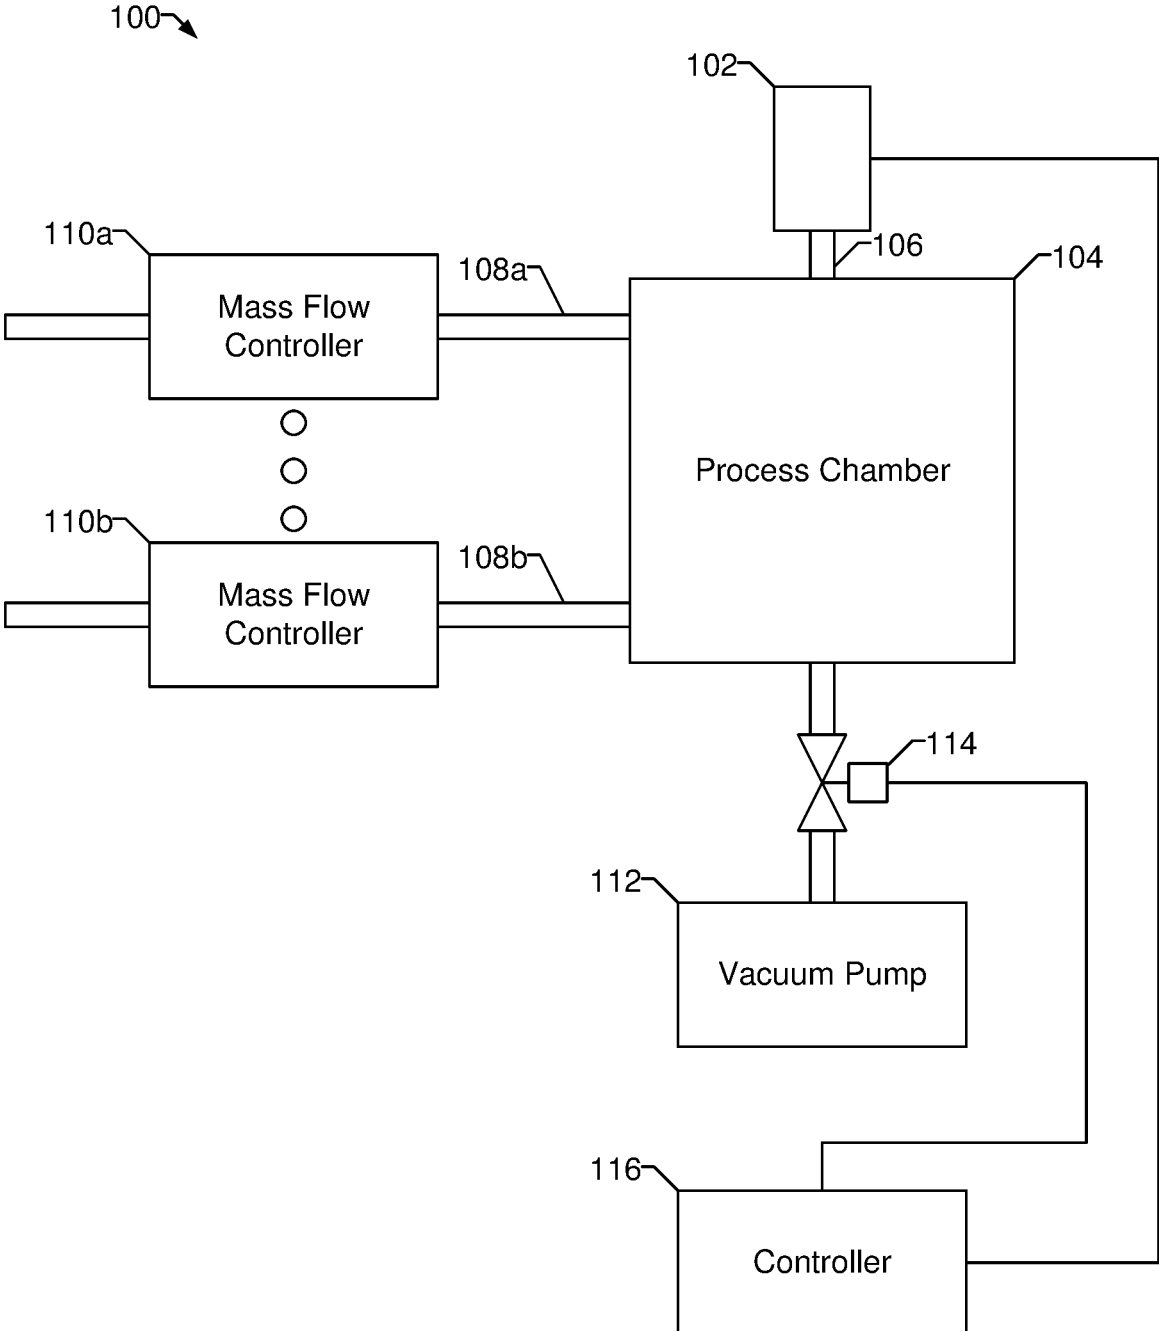 100
102
110a
106
108a
104
Mass Flow
Controller
Process Chamber
110b
108b
Mass Flow
Controller
114
112
Vacuum Pump
116
Controller